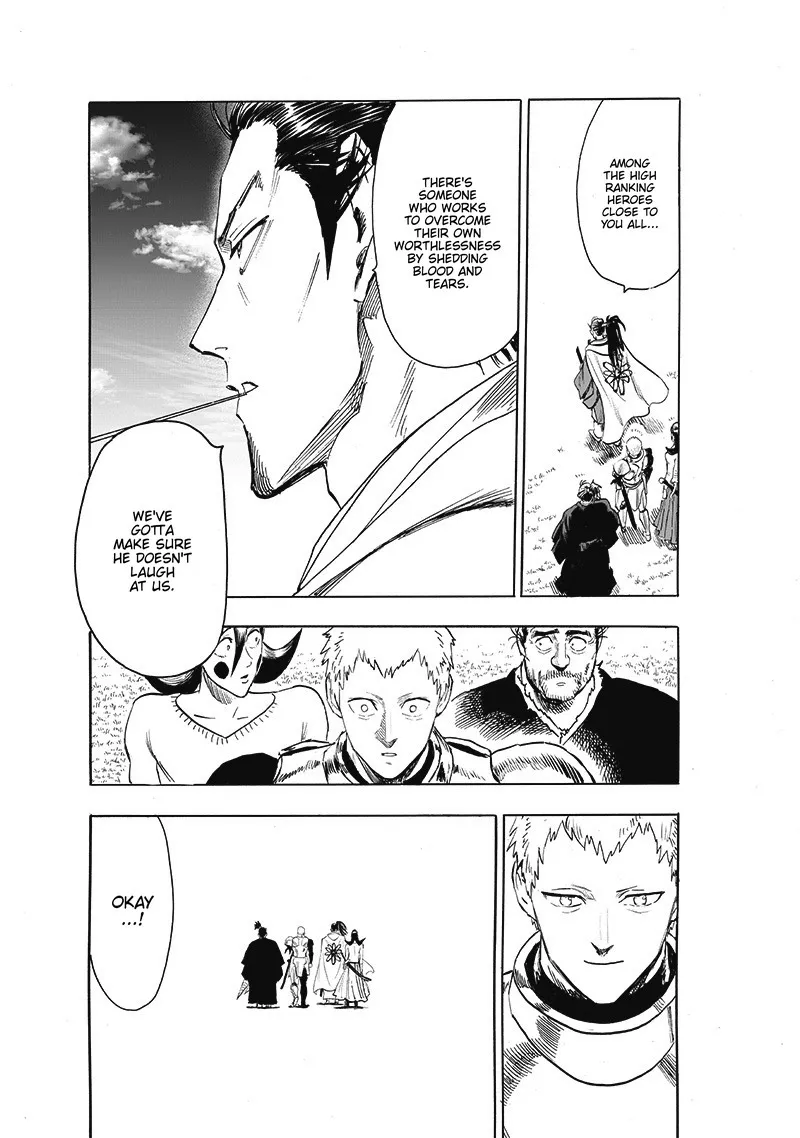 AMONG
THE HIGH
RANKING
HEROES
CLOSE TO
YOU ALL...
THERE'S
SOMEONE
WHO WORKS
TO OVERCOME
THEIR OWN
WORTHLESSNESS
BY SHEDDING
BLOOD AND
TEARS.
WE'VE
GOTTA
MAKE SURE
HE DOESN'T
LAUGH
AT US.
OKAY
...!